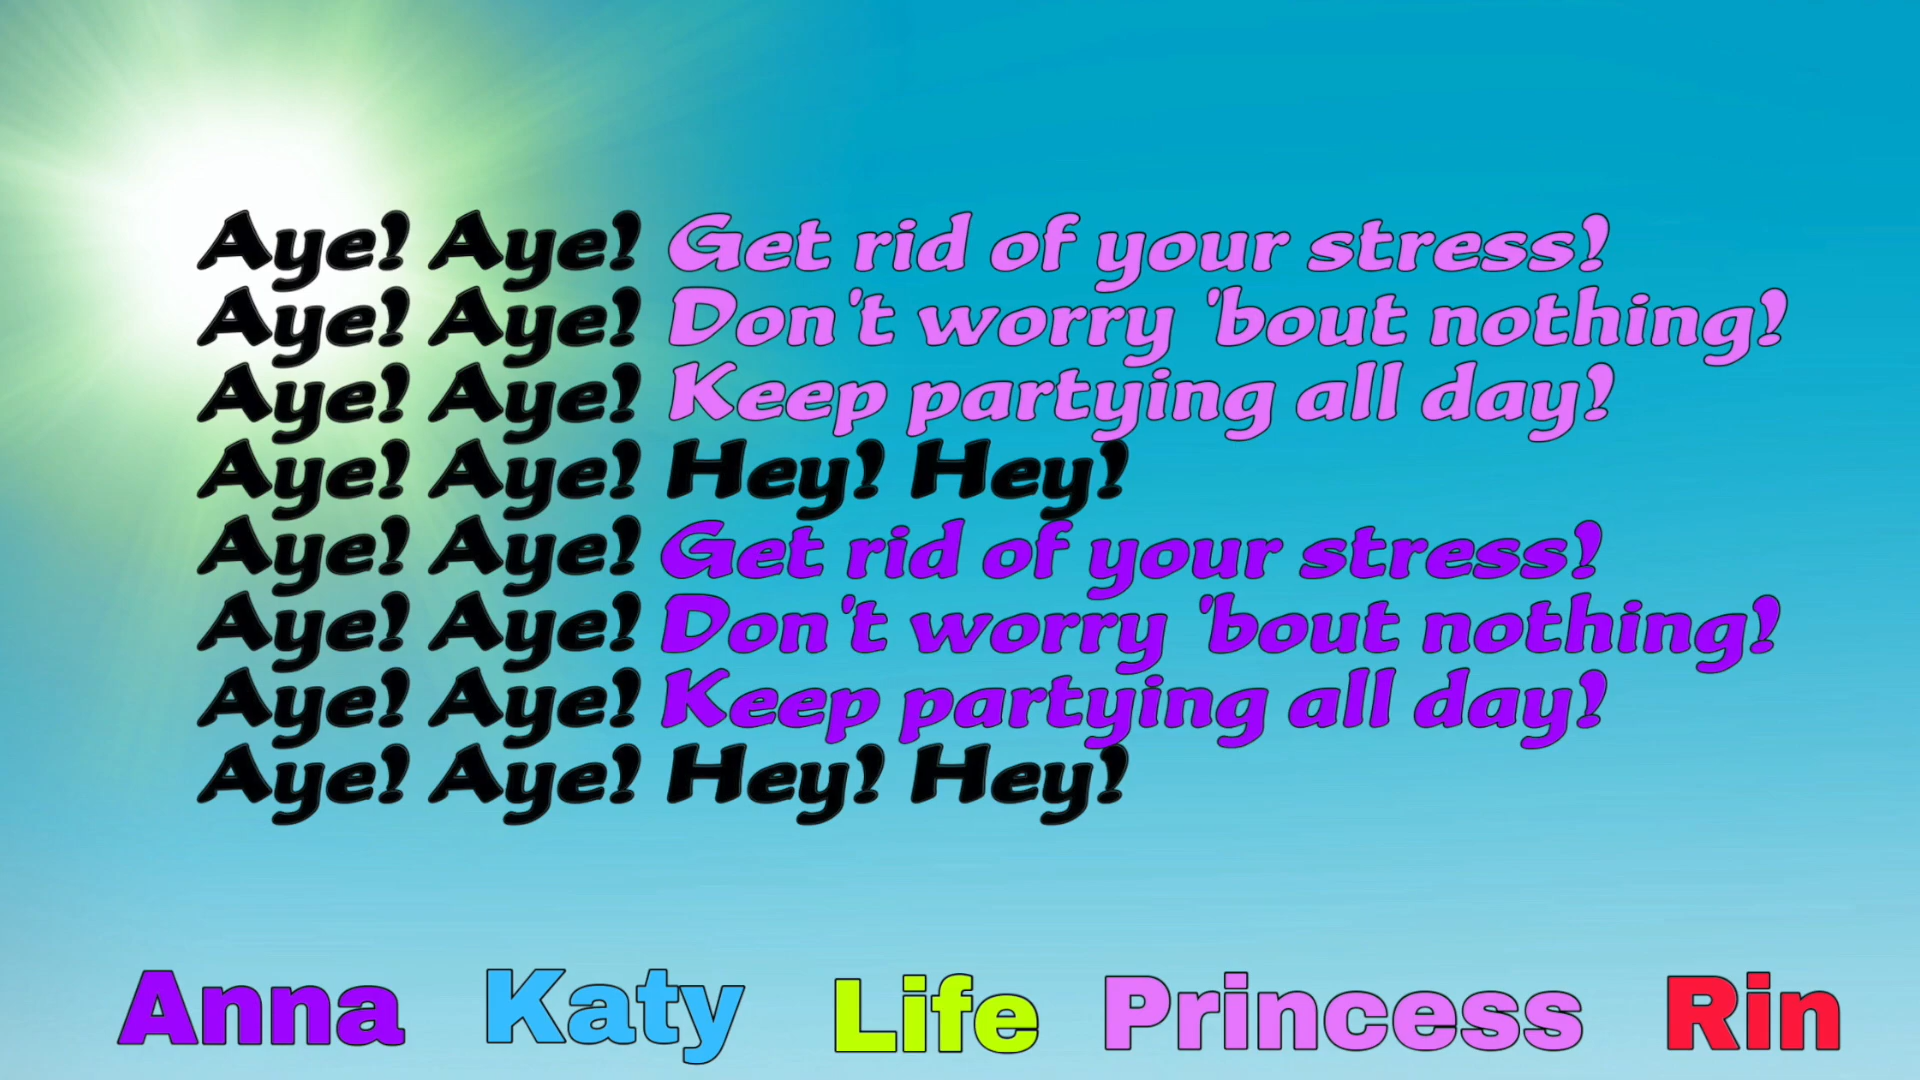 Aye! Aye! Get rid of your stress!
Aye! Aye! Don't worry 'bout nothing!
Aye! Aye! Keep partying all day!
Aye! Aye! Hey! Hey!
Aye! Aye! Get rid of your stress!
Aye! Aye! Don't worry 'bout nothing!
Aye! Aye! Keep partying all day!
Aye! Aye! Hey! Hey!
Anna Katy Life Princess Rin